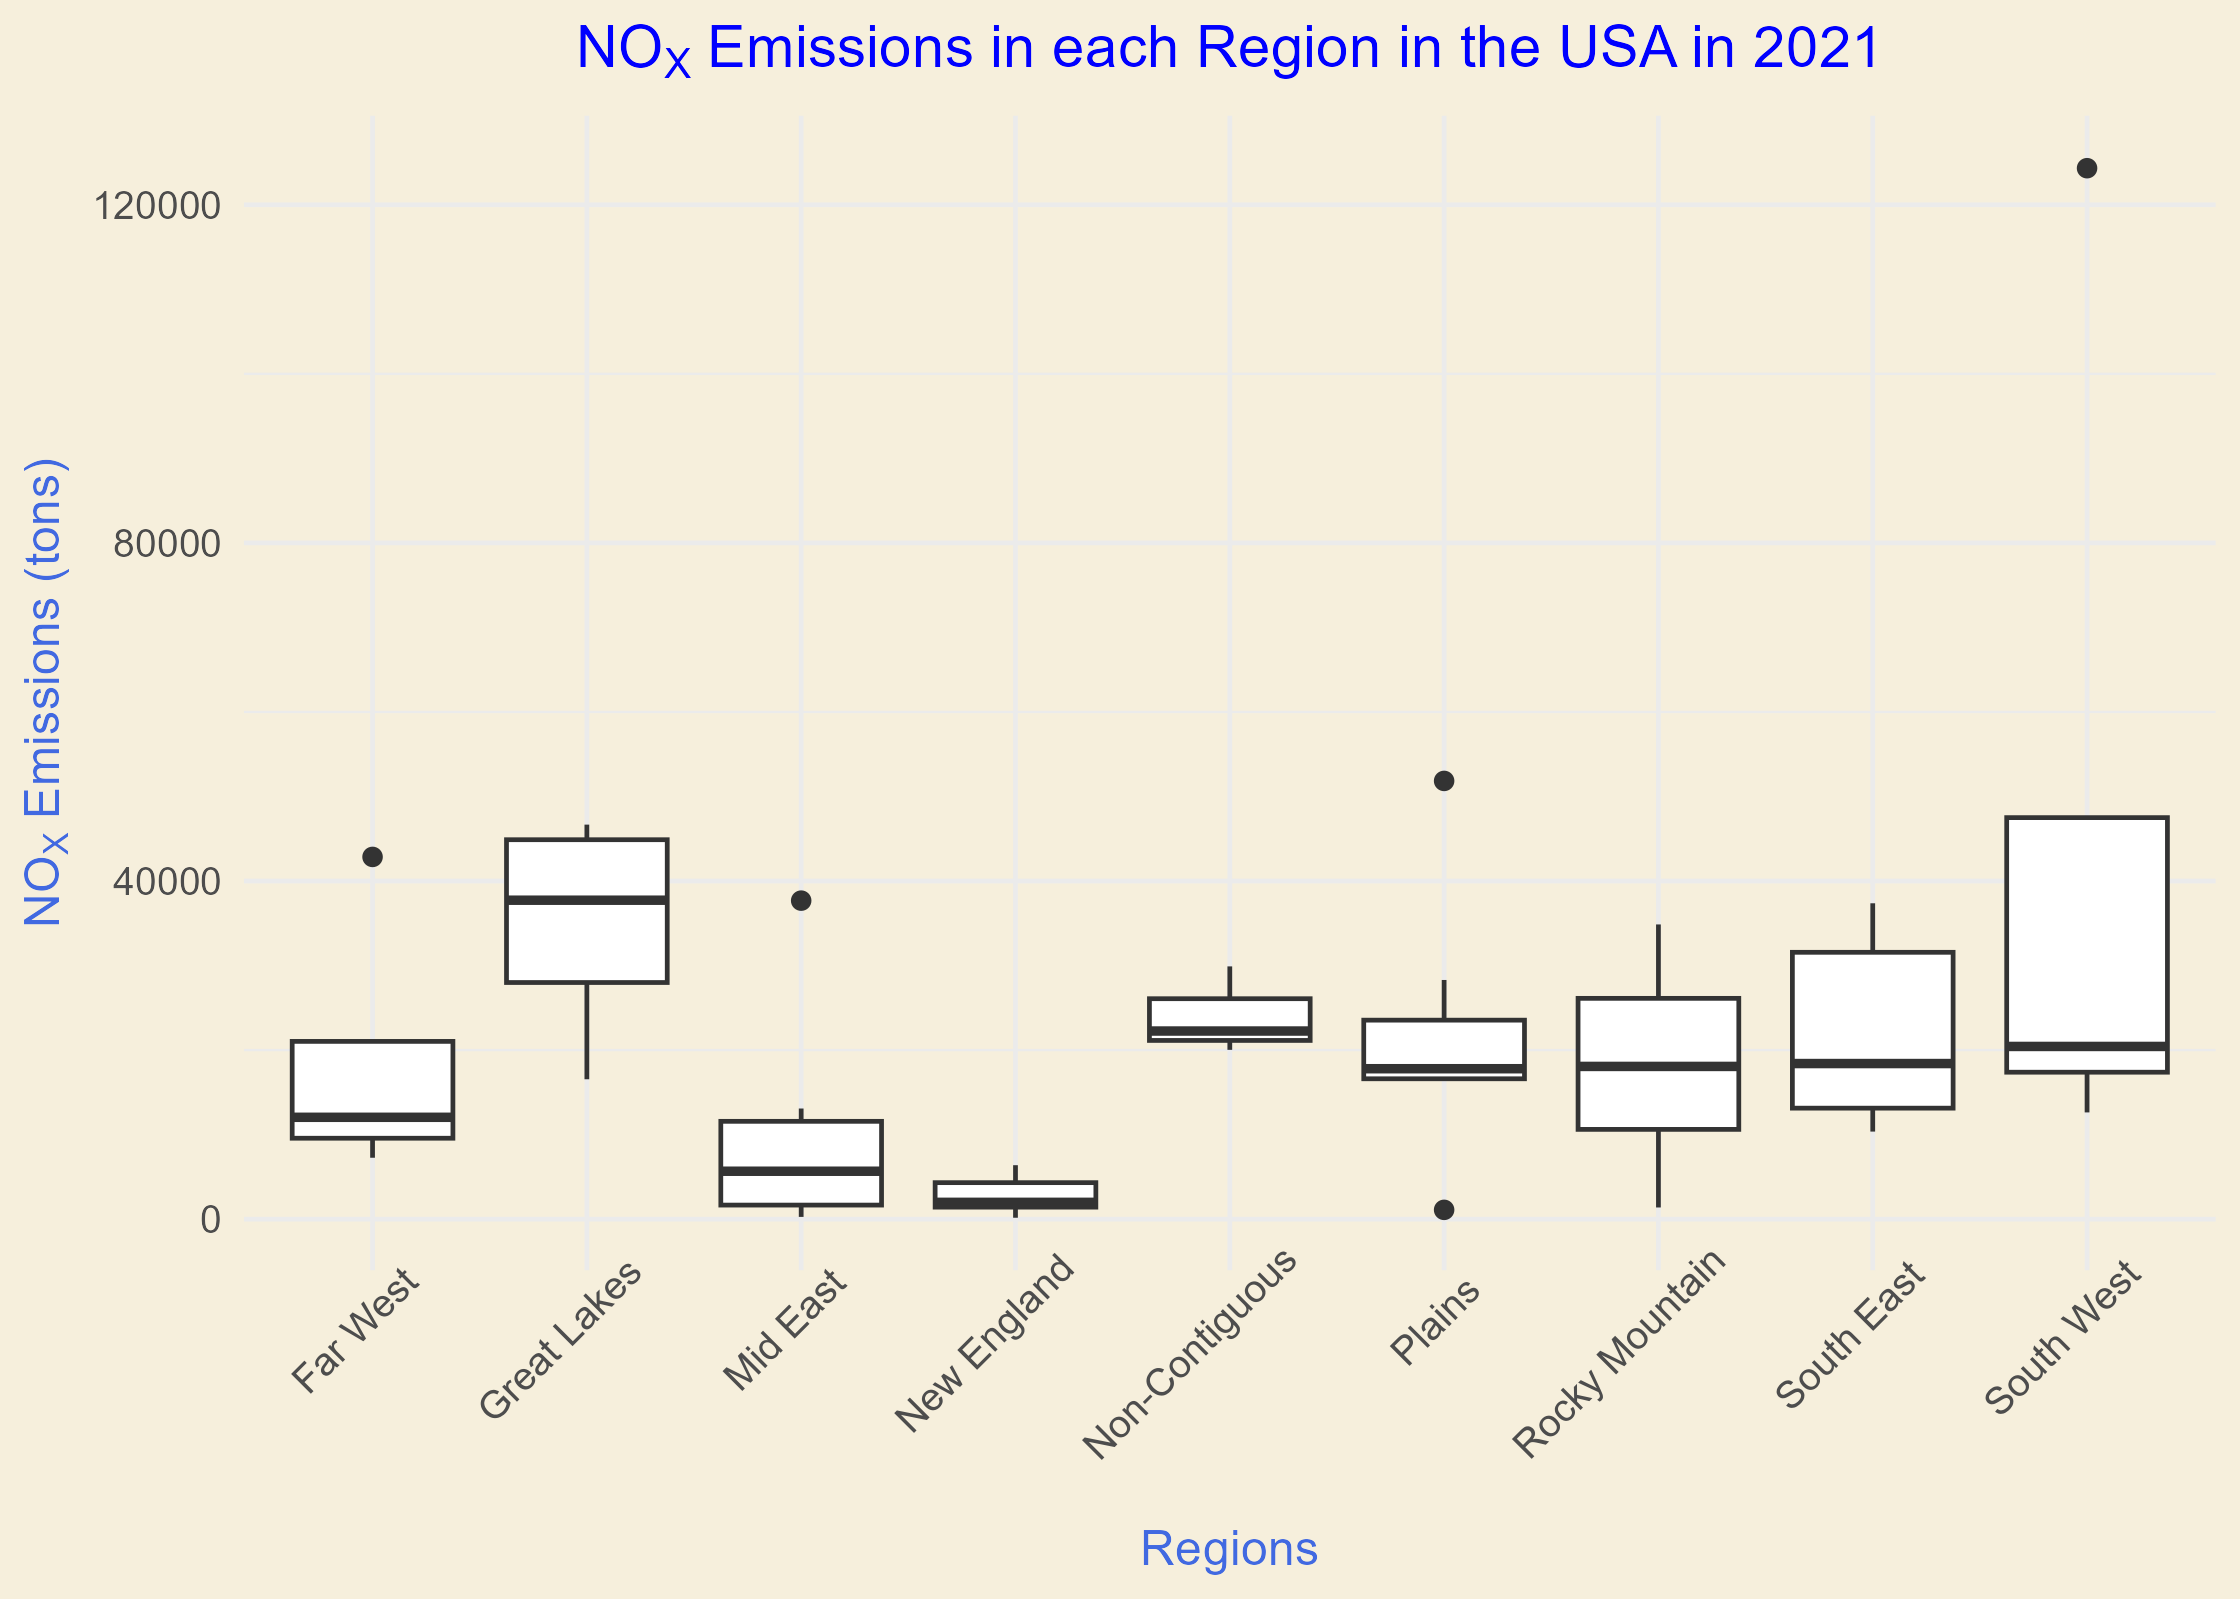 NOX Emissions in each Region in the USA in 2021
NOX Emissions (tons)
120000
80000
40000
0
Far West
Great Lakes
Mid East
New England
Non-Contiguous
Plains
Rocky Mountain
South East
South West
Regions